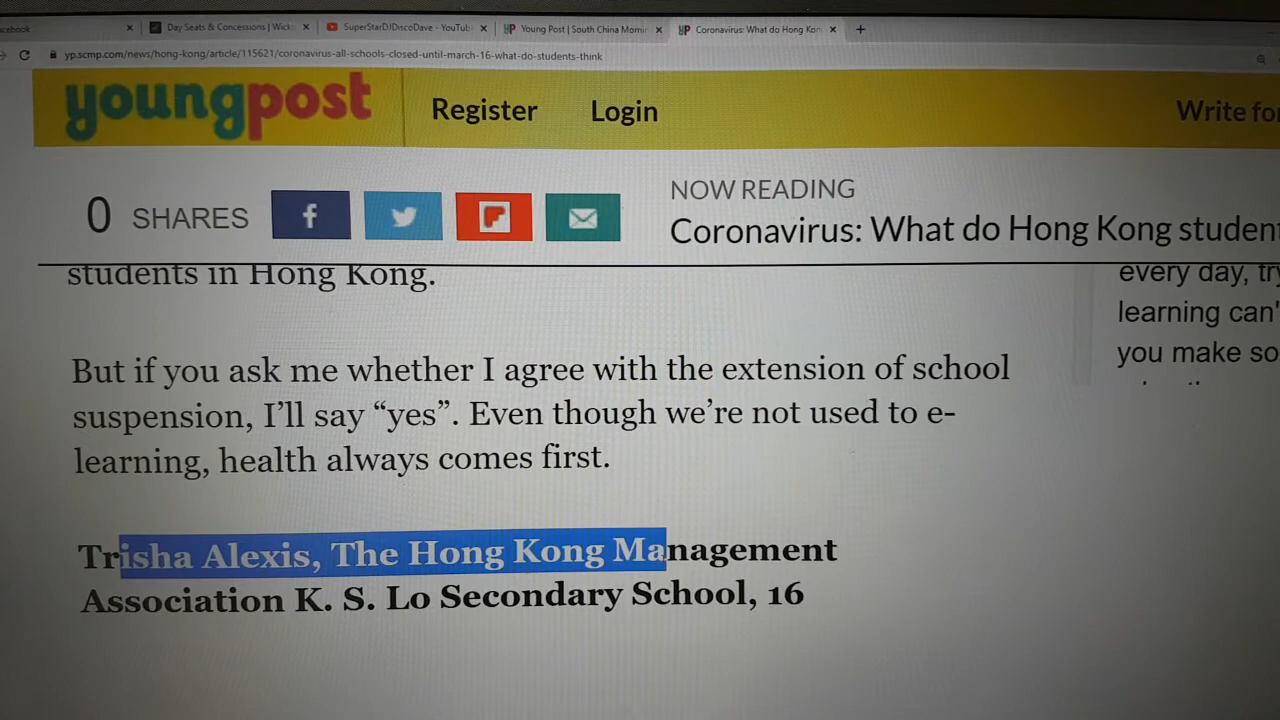 acebook
Day Seats & Concessions | Wick
SuperStarDJDiscoDave - YouTub
Young Post | South China Mornin
Coronavirus: What do Hong Kon
yp.scmp.com/news/hong-kong/article/115621/coronavirus-all-schools-closed-until-march-16-what-do-students-think
youngpost
Register
Login
Write for
0 SHARES
NOW READING
Coronavirus: What do Hong Kong student
students in Hong Kong.
every day, try
learning can'
you make so
But if you ask me whether I agree with the extension of school
suspension, I'll say “yes”. Even though we're not used to e-
learning, health always comes first.
Trisha Alexis, The Hong Kong Management
Association K. S. Lo Secondary School, 16